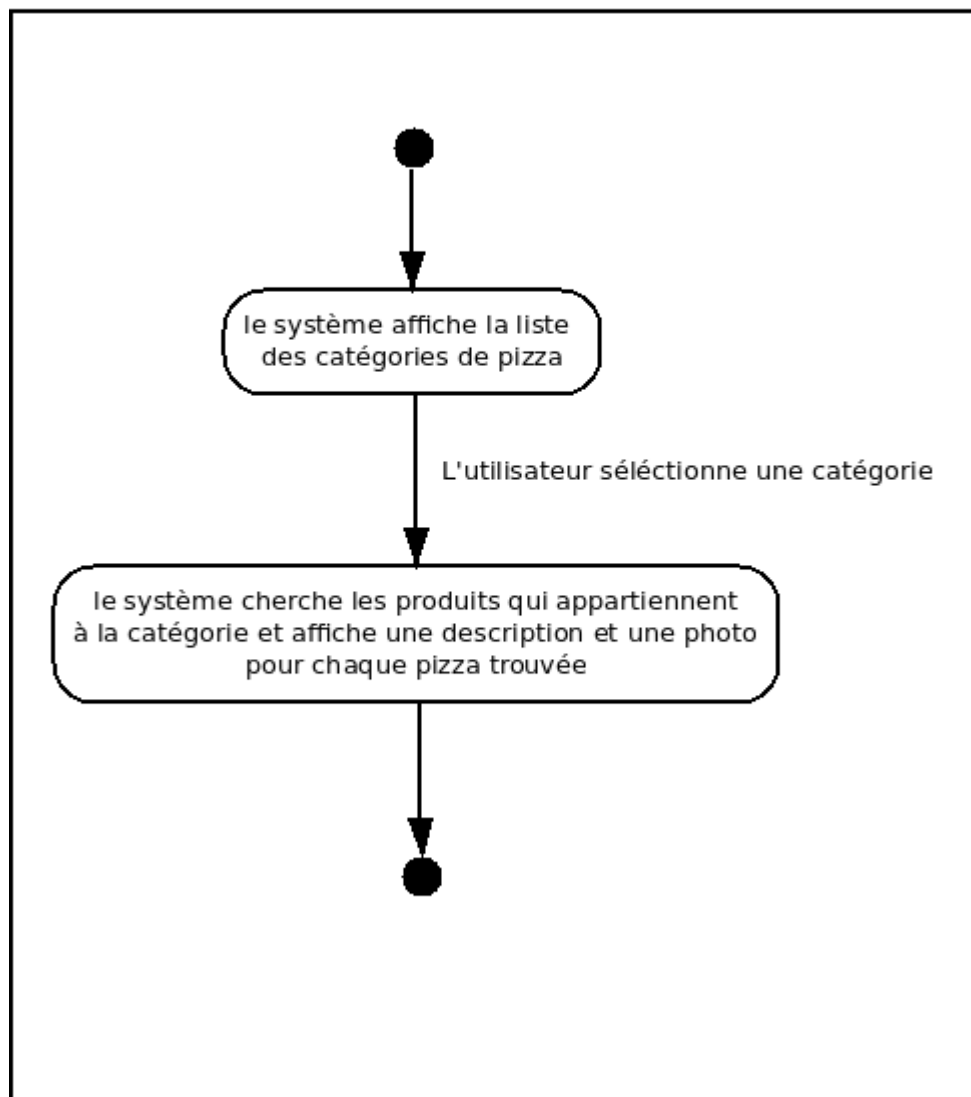 le système affiche la liste
des catégories de pizza
L'utilisateur séléctionne une catégorie
le système cherche les produits qui appartiennent
à la catégorie et affiche une description et une photo
pour chaque pizza trouvée